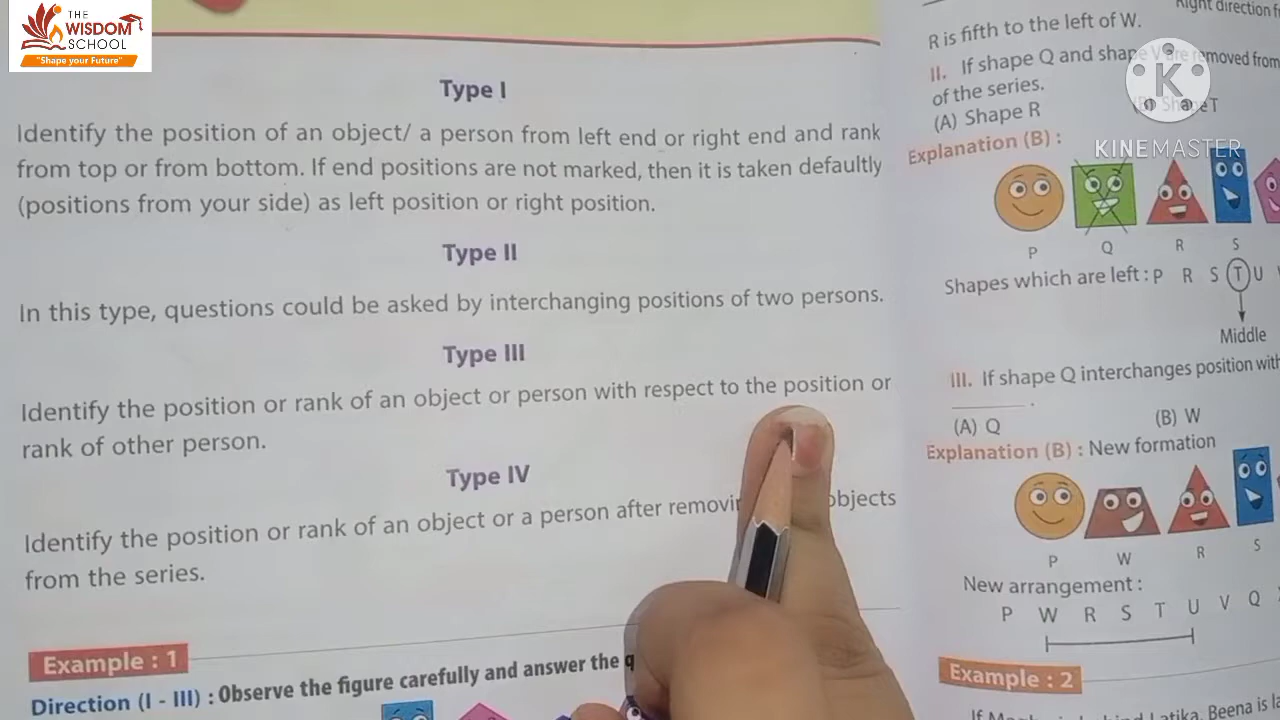 THE
WISDOM
SCHOOL
"Shape your Future"
Type I
Identify the position of an object/ a person from left end or right end and rank
from top or from bottom. If end positions are not marked, then it is taken defaultly
(positions from your side) as left position or right position.
Type II
In this type, questions could be asked by interchanging positions of two persons.
Type III
Identify the position or rank of an object or person with respect to the position or
rank of other person.
Type IV
Identify the position or rank of an object or a person after objects
from the series.
Example : 1
Direction (I - III) : Observe the figure carefully and answer the
Right direction
R is fifth to the left of W.
II. If shape Q and shape V are removed from
of the series.
(A) Shape R
(B) Shape T
K
KINEMASTER
Explanation (B) :
P Q R S
Shapes which are left : P R S T U
Middle
III. If shape Q interchanges position with
(A) Q (B) W
Explanation (B) : New formation
P W R S
New arrangement :
P W R S T U V Q
Example : 2
Latika, Beena is